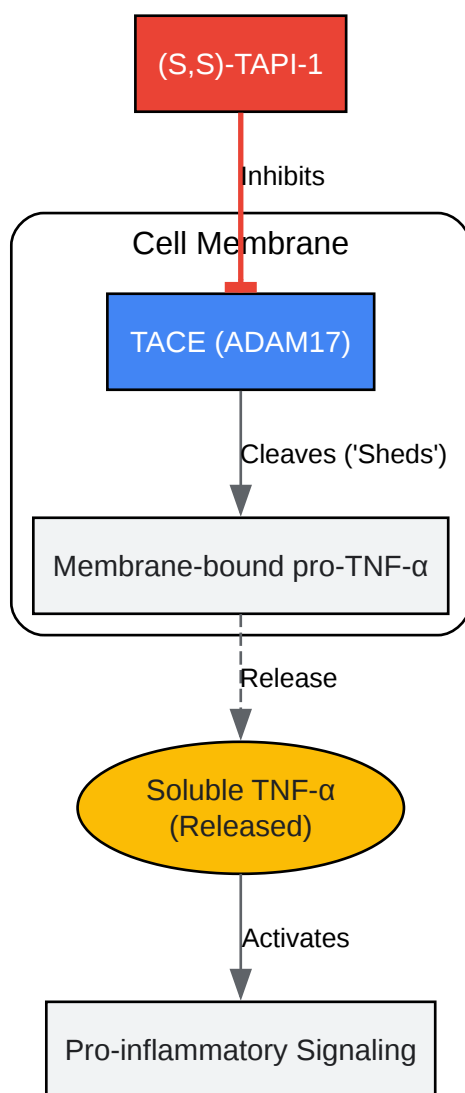 (S,S)-TAPI-1
Inhibits
Cell Membrane
TACE (ADAM17)
Cleaves ('Sheds')
Membrane-bound pro-TNF-α
Release
Soluble TNF-α
(Released)
Activates
Pro-inflammatory Signaling